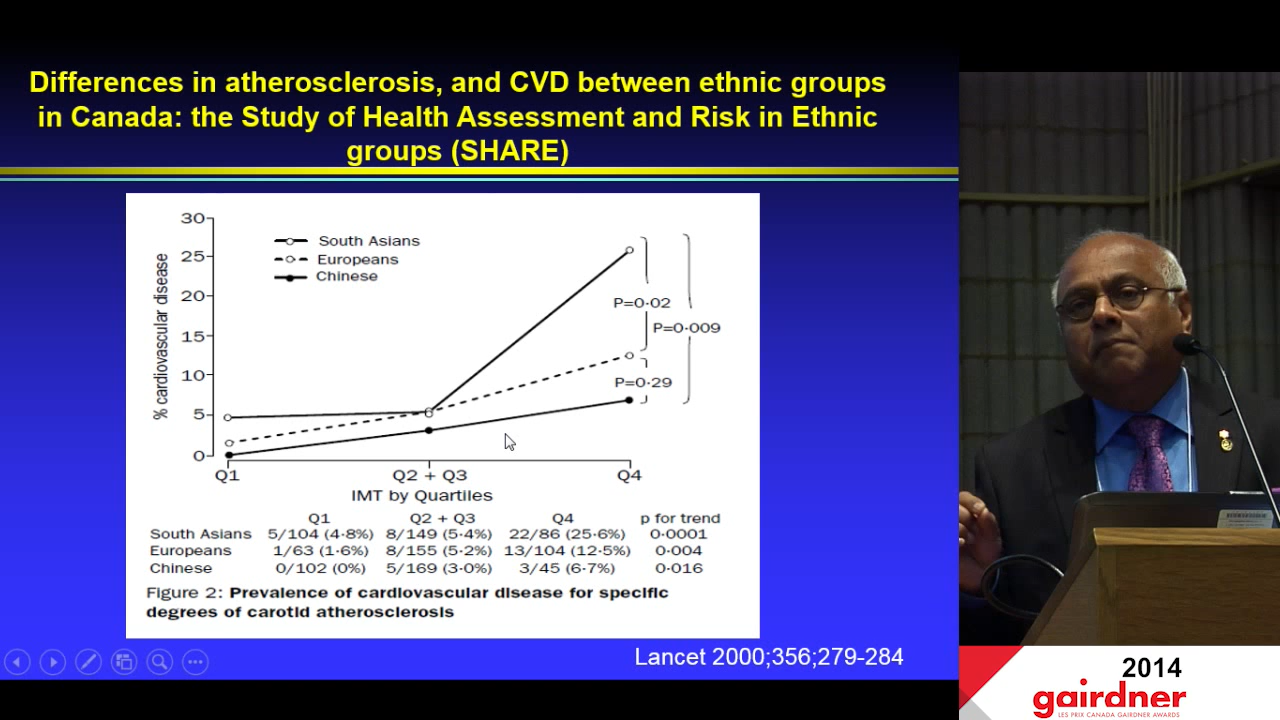 Differences in atherosclerosis, and CVD between ethnic groups
in Canada: the Study of Health Assessment and Risk in Ethnic
groups (SHARE)
30
25
20
15
10
5
0
% cardiovascular disease
South Asians
Europeans
Chinese
P=0·02
P=0·009
P=0·29
Q1 Q2 + Q3 Q4
IMT by Quartiles
Q1 Q2 + Q3 Q4 p for trend
South Asians 5/104 (4·8%) 8/149 (5·4%) 22/86 (25·6%) 0·0001
Europeans 1/63 (1·6%) 8/155 (5·2%) 13/104 (12·5%) 0·004
Chinese 0/102 (0%) 5/169 (3·0%) 3/45 (6·7%) 0·016
Figure 2: Prevalence of cardiovascular disease for specific
degrees of carotid atherosclerosis
Lancet 2000;356;279-284
2014
gairdner
LES PRIX CANADA GAIRDNER AWARDS